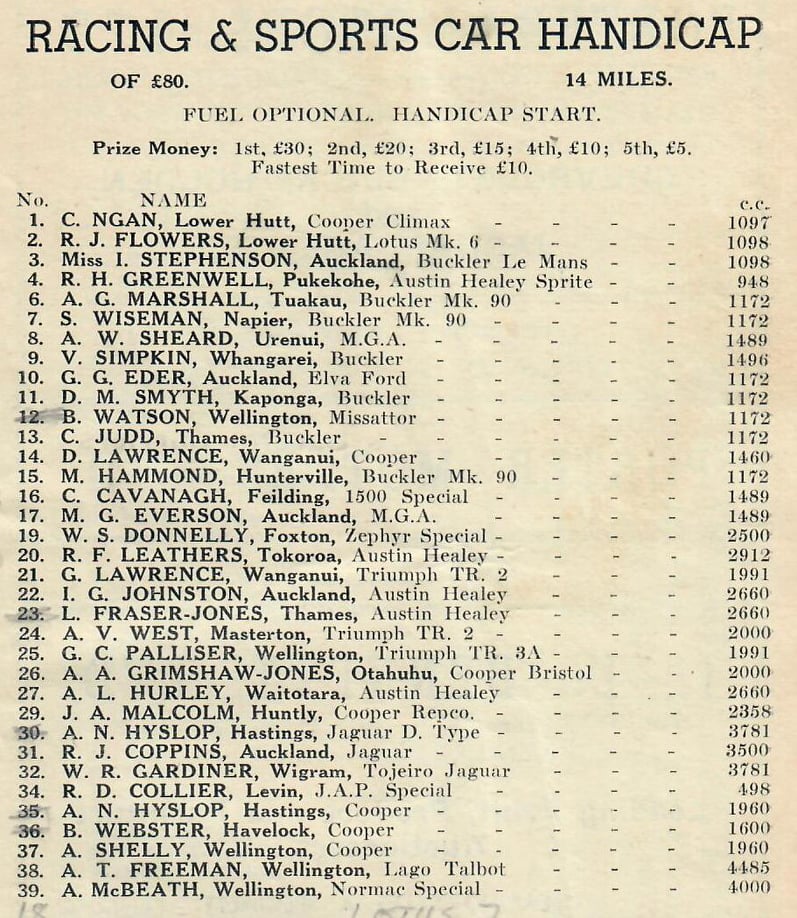 RACING & SPORTS CAR HANDICAP
OF £80. 14 MILES.
FUEL OPTIONAL. HANDICAP START.
Prize Money: 1st, £30; 2nd, £20; 3rd, £15; 4th, £10; 5th, £5.
Fastest Time to Receive £10.
No. NAME c.c.
1. C. NGAN, Lower Hutt, Cooper Climax - - - - 1097
2. R. J. FLOWERS, Lower Hutt, Lotus Mk. 6 - - - - 1098
3. Miss I. STEPHENSON, Auckland, Buckler Le Mans - - 1098
4. R. H. GREENWELL, Pukekohe, Austin Healey Sprite - - 948
6. A. G. MARSHALL, Tuakau, Buckler Mk. 90 - - - 1172
7. S. WISEMAN, Napier, Buckler Mk. 90 - - - - 1172
8. A. W. SHEARD, Urenui, M.G.A. - - - - - 1489
9. V. SIMPKIN, Whangarei, Buckler - - - - - 1496
10. G. G. EDER, Auckland, Elva Ford - - - - - 1172
11. D. M. SMYTH, Kaponga, Buckler - - - - - 1172
12. B. WATSON, Wellington, Missattor - - - - - 1172
13. C. JUDD, Thames, Buckler - - - - - - 1172
14. D. LAWRENCE, Wanganui, Cooper - - - - - 1460
15. M. HAMMOND, Hunterville, Buckler Mk. 90 - - - 1172
16. C. CAVANAGH, Feilding, 1500 Special - - - - 1489
17. M. G. EVERSON, Auckland, M.G.A. - - - - 1489
19. W. S. DONNELLY, Foxton, Zephyr Special - - - - 2500
20. R. F. LEATHERS, Tokoroa, Austin Healey - - - - 2912
21. G. LAWRENCE, Wanganui, Triumph TR. 2 - - - 1991
22. I. G. JOHNSTON, Auckland, Austin Healey - - - 2660
23. L. FRASER-JONES, Thames, Austin Healey - - - 2660
24. A. V. WEST, Masterton, Triumph TR. 2 - - - - 2000
25. G. C. PALLISER, Wellington, Triumph TR. 3A - - - 1991
26. A. A. GRIMSHAW-JONES, Otahuhu, Cooper Bristol - - 2000
27. A. L. HURLEY, Waitotara, Austin Healey - - - 2660
29. J. A. MALCOLM, Huntly, Cooper Repco. - - - - 2358
30. A. N. HYSLOP, Hastings, Jaguar D. Type - - - - 3781
31. R. J. COPPINS, Auckland, Jaguar - - - - - 3500
32. W. R. GARDINER, Wigram, Tojeiro Jaguar - - - 3781
34. R. D. COLLIER, Levin, J.A.P. Special - - - - 498
35. A. N. HYSLOP, Hastings, Cooper - - - - - 1960
36. B. WEBSTER, Havelock, Cooper - - - - - 1600
37. A. SHELLY, Wellington, Cooper - - - - - 1960
38. A. T. FREEMAN, Wellington, Lago Talbot - - - 4485
39. A. McBEATH, Wellington, Normac Special - - - - 4000